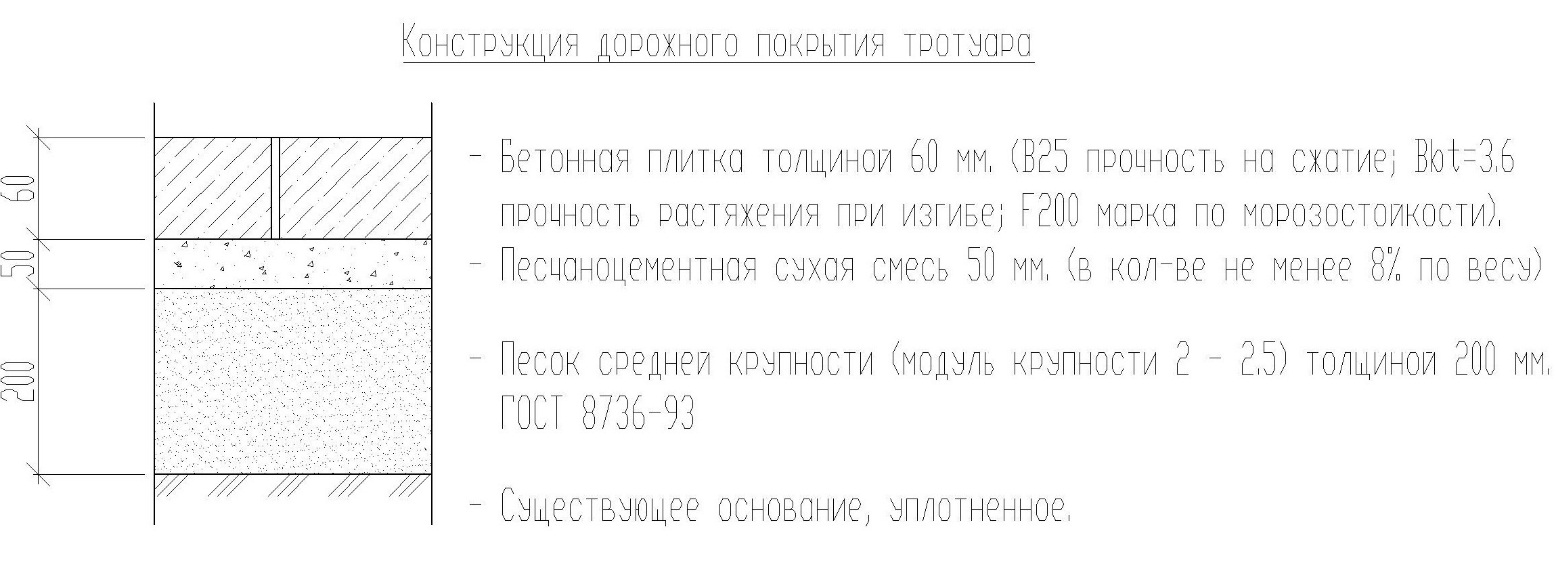 Конструкция дорожного покрытия тротуара
60
- Бетонная плитка толщиной 60 мм. (В25 прочность на сжатие; Вbt=3.6
прочность растяжения при изгибе; F200 марка по морозостойкости).
50
- Песчаноцементная сухая смесь 50 мм. (в кол-ве не менее 8% по весу)
200
- Песок средней крупности (модуль крупности 2 - 2.5) толщиной 200 мм.
ГОСТ 8736-93
- Существующее основание, уплотненное.